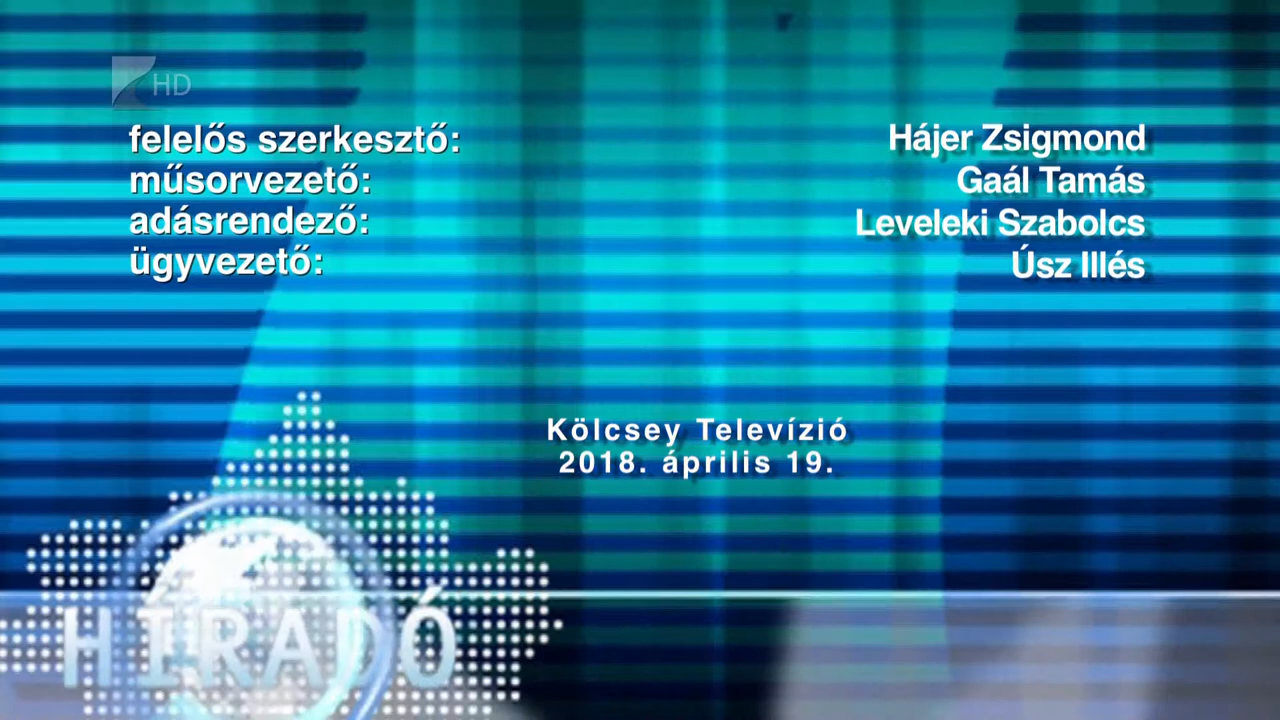 HD
felelős szerkesztő: Hájer Zsigmond
műsorvezető: Gaál Tamás
adásrendező: Leveleki Szabolcs
ügyvezető: Úsz Illés
Kölcsey Televízió
2018. április 19.
HÍRADÓ